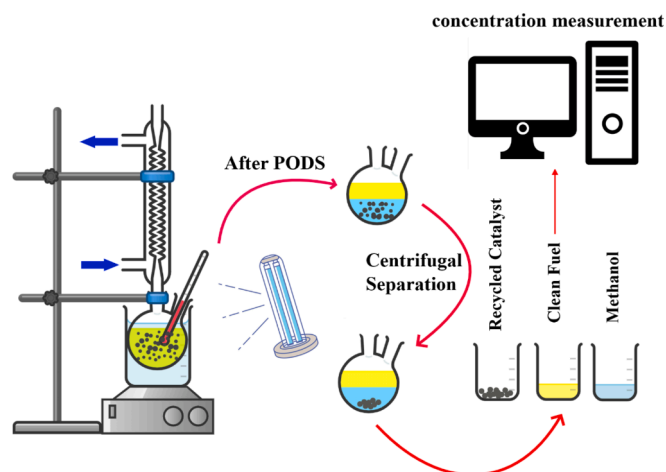 concentration measurement
After PODS
Centrifugal
Separation
Recycled Catalyst
Clean Fuel
Methanol